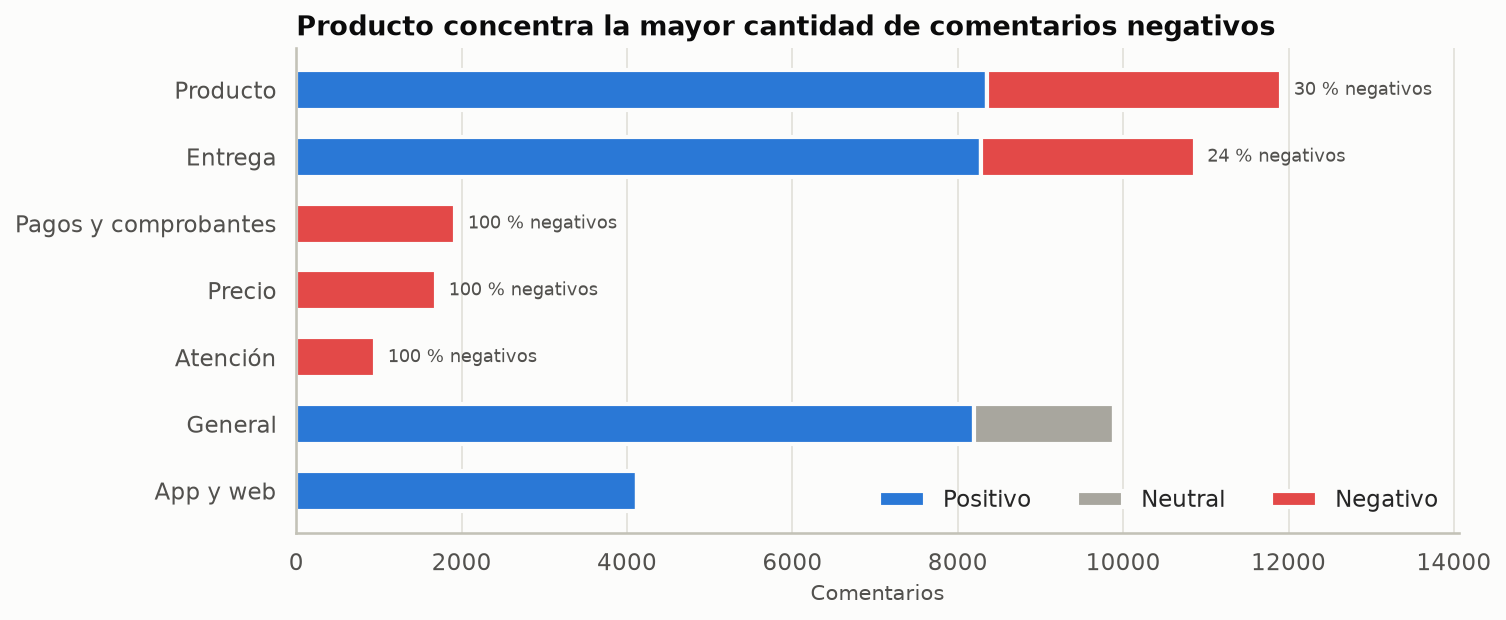 Producto concentra la mayor cantidad de comentarios negativos
Producto
30 % negativos
Entrega
24 % negativos
Pagos y comprobantes
100 % negativos
Precio
100 % negativos
Atención
100 % negativos
General
App y web
Positivo
Neutral
Negativo
0
2000
4000
6000
8000
10000
12000
14000
Comentarios